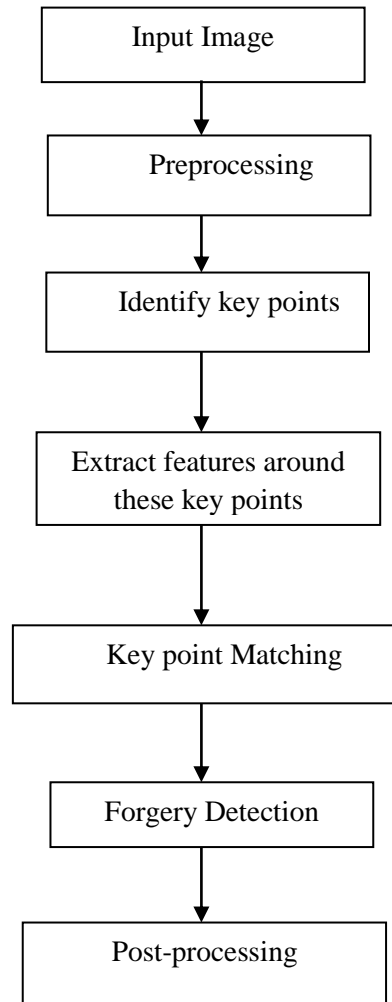 Input Image
Preprocessing
Identify key points
Extract features around
these key points
Key point Matching
Forgery Detection
Post-processing